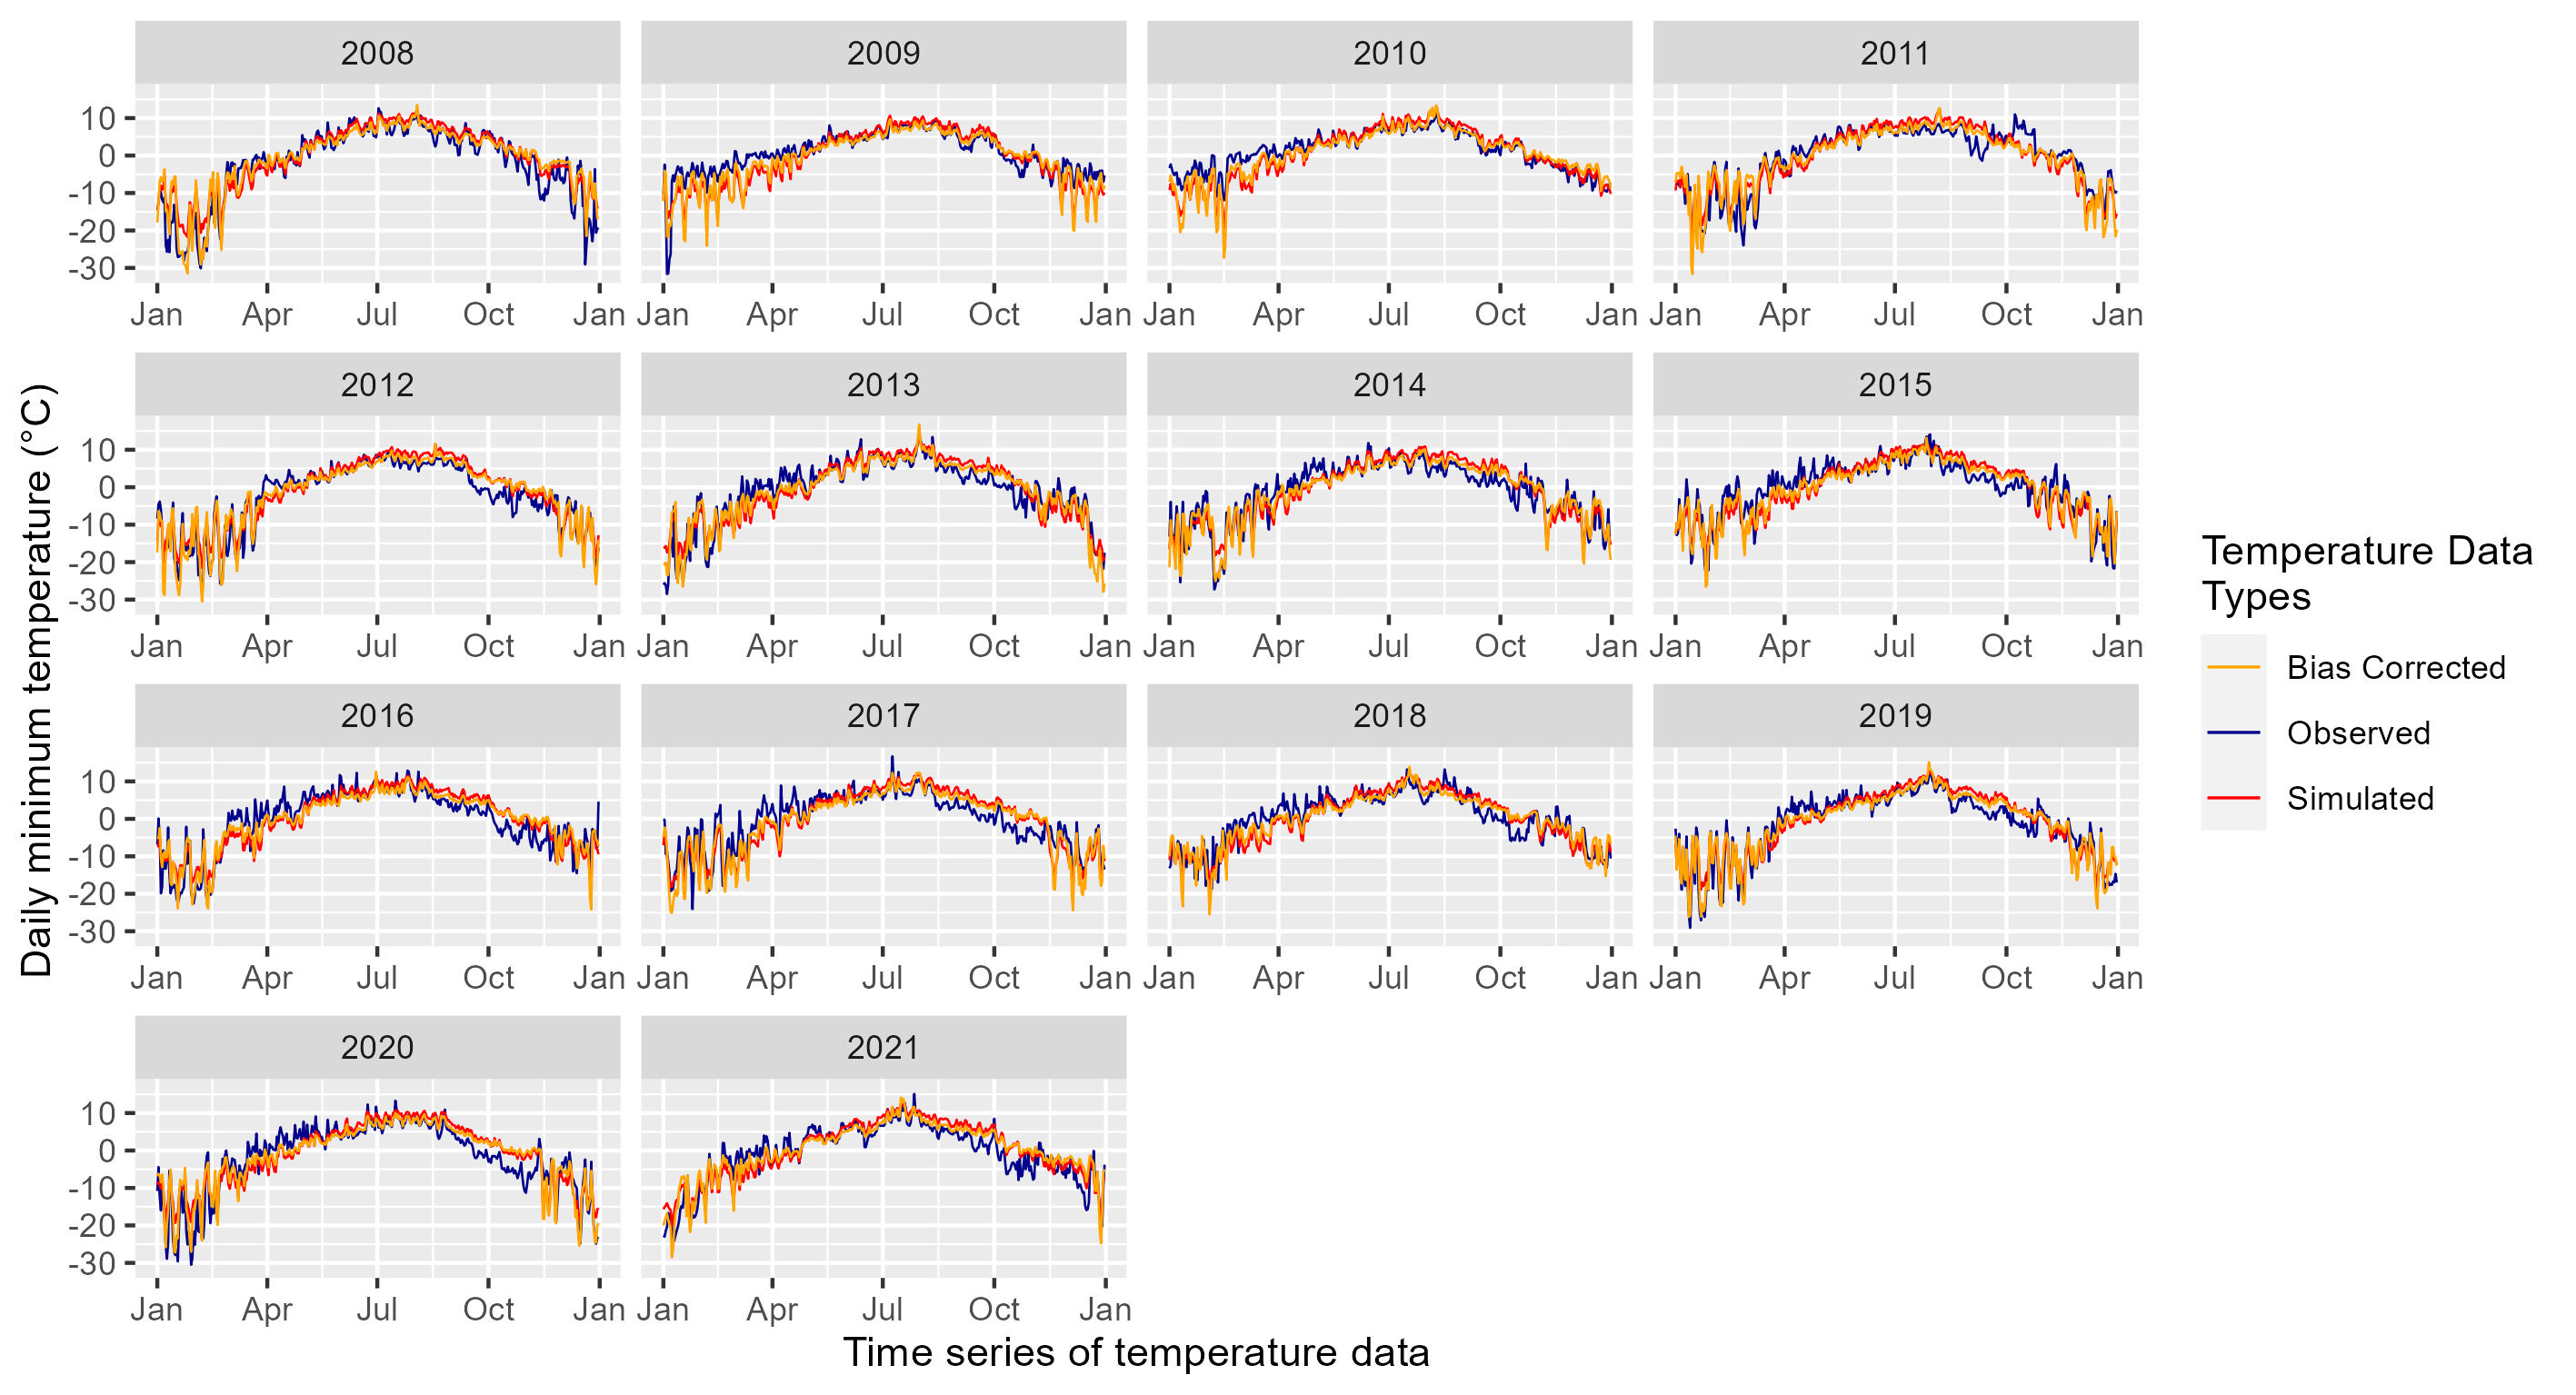 2008 2009 2010 2011
10
0
-10
-20
-30
Jan Apr Jul Oct Jan Jan Apr Jul Oct Jan Jan Apr Jul Oct Jan Jan Apr Jul Oct Jan
2012 2013 2014 2015
10
0
-10
-20
-30
Jan Apr Jul Oct Jan Jan Apr Jul Oct Jan Jan Apr Jul Oct Jan Jan Apr Jul Oct Jan
2016 2017 2018 2019
10
0
-10
-20
-30
Jan Apr Jul Oct Jan Jan Apr Jul Oct Jan Jan Apr Jul Oct Jan Jan Apr Jul Oct Jan
2020 2021
10
0
-10
-20
-30
Jan Apr Jul Oct Jan Jan Apr Jul Oct Jan
Daily minimum temperature (°C)
Time series of temperature data
Temperature Data
Types
Bias Corrected
Observed
Simulated